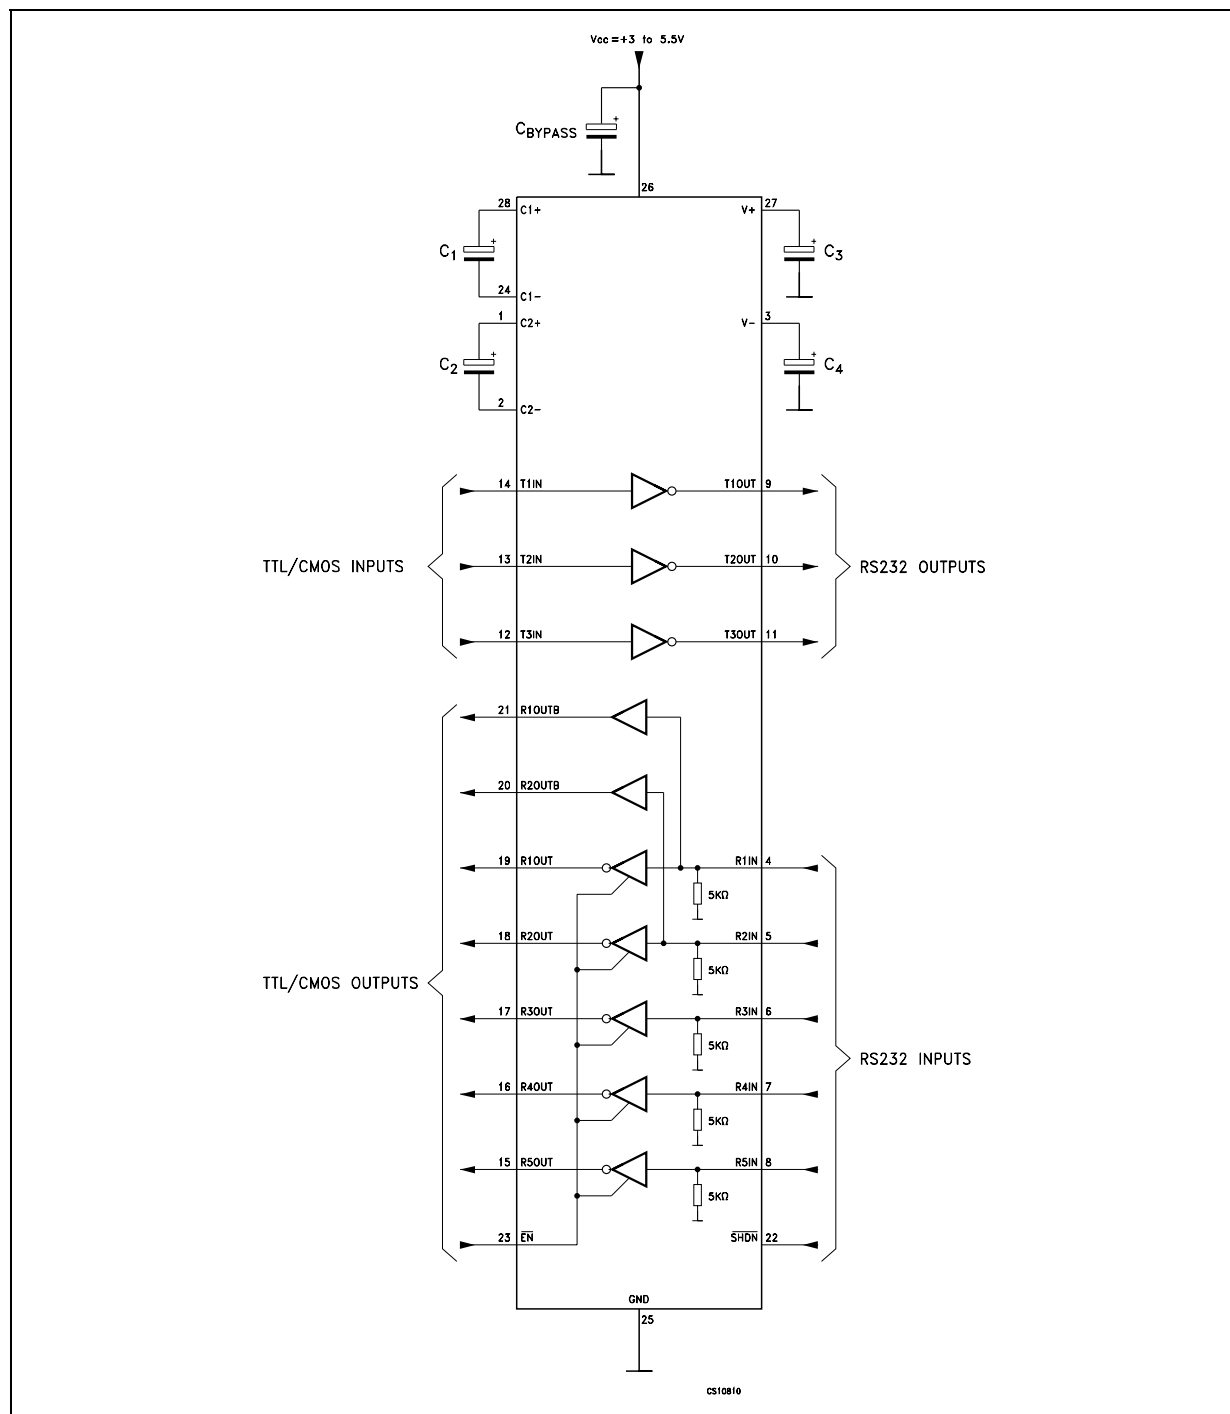 Vcc=+3 to 5.5V
+
CBYPASS
26
28 C1+ V+ 27
C1 + + C3
24 C1-
1 C2+ V- 3
C2 + + C4
2 C2-
14 T1IN T1OUT 9
TTL/CMOS INPUTS 13 T2IN T2OUT 10 RS232 OUTPUTS
12 T3IN T3OUT 11
21 R1OUTB
20 R2OUTB
19 R1OUT R1IN 4
5KΩ
18 R2OUT R2IN 5
5KΩ
TTL/CMOS OUTPUTS
17 R3OUT R3IN 6
5KΩ
RS232 INPUTS
16 R4OUT R4IN 7
5KΩ
15 R5OUT R5IN 8
5KΩ
23 EN SHDN 22
GND
25
CS10810